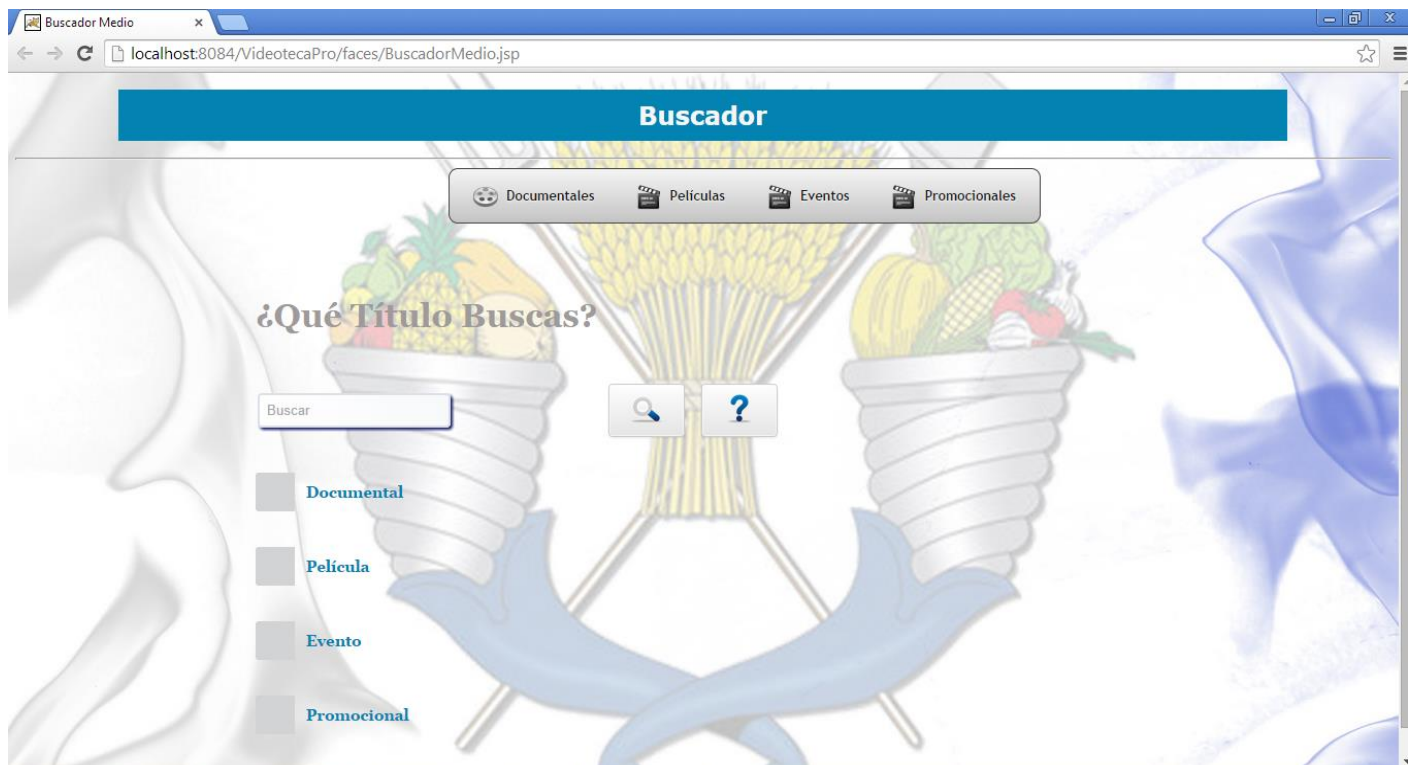 Buscador Medio
localhost:8084/VideotecaPro/faces/BuscadorMedio.jsp
Buscador
Documentales Películas Eventos Promocionales
¿Qué Título Buscas?
Buscar
?
Documental
Película
Evento
Promocional